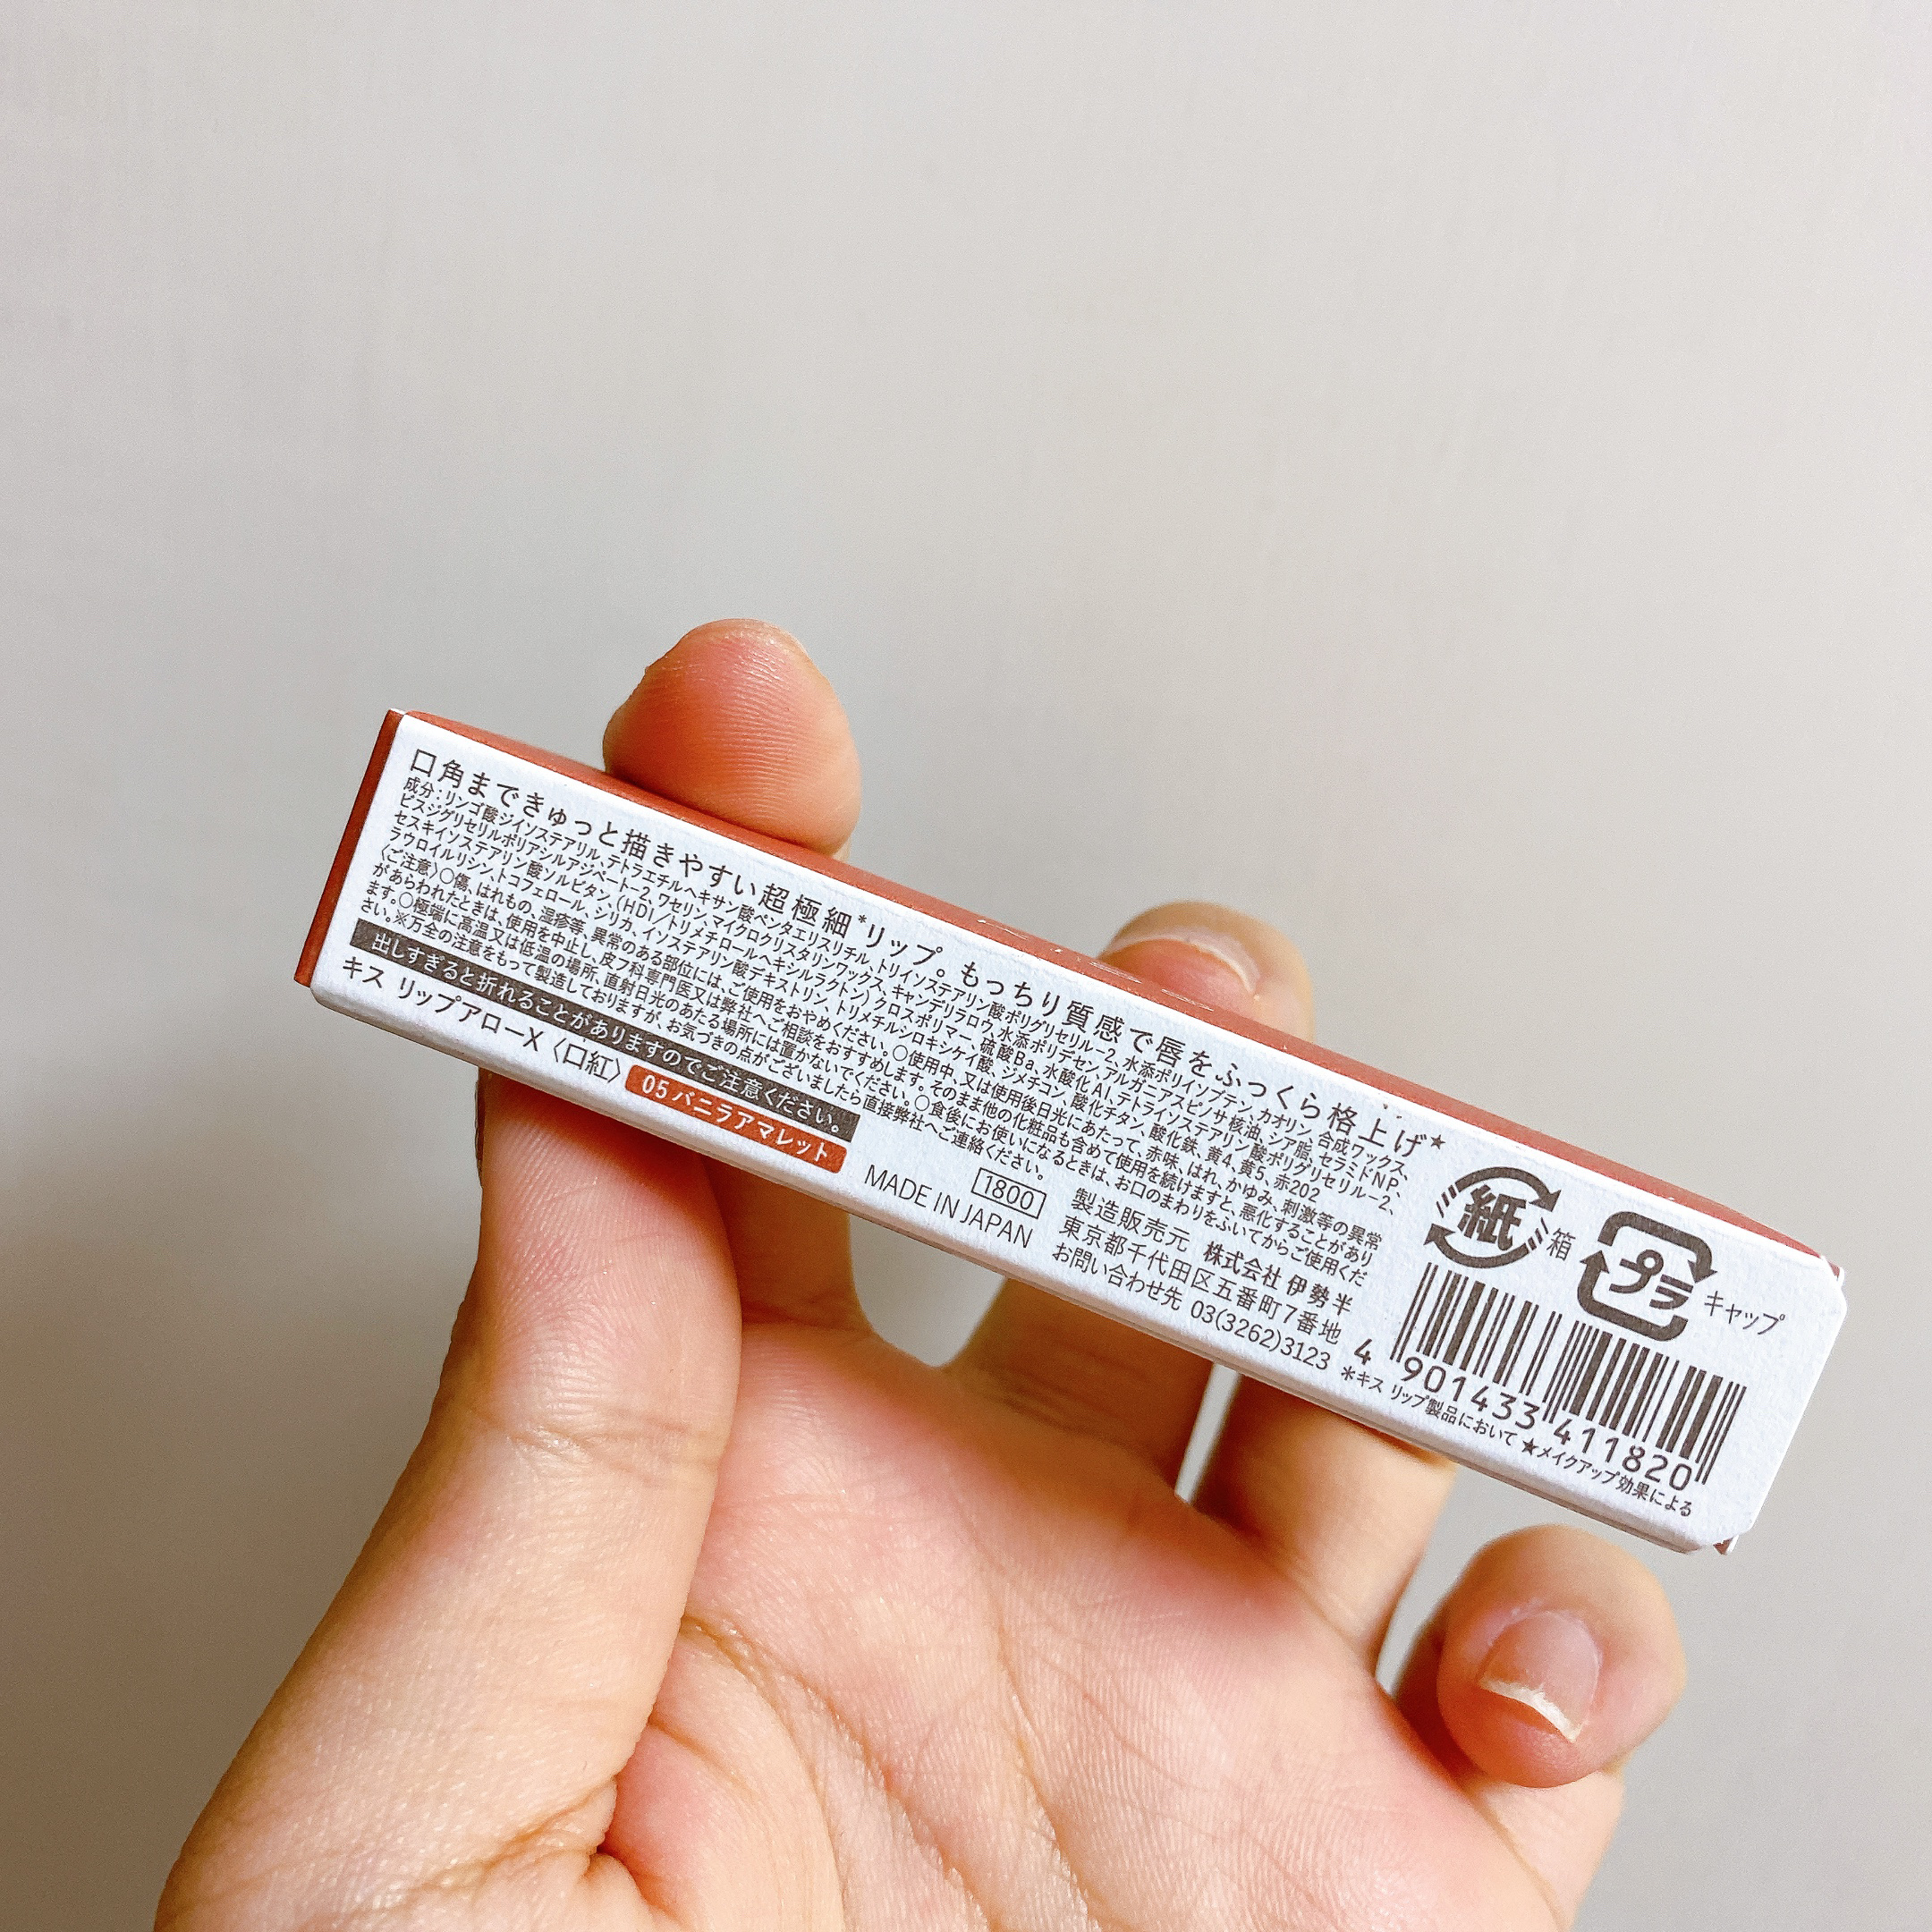 口角まできゅっと描きやすい超極細*リップ。もっちり質感で唇をふっくら格上げ★
成分：リンゴ酸ジイソステアリル、テトラエチルヘキサン酸ペンタエリスリチル、トリイソステアリン酸ポリグリセリル-2、水添ポリイソブテン、カオリン、合成ワックス、
ビスジグリセリルポリアシルアジペート-2、ワセリン、マイクロクリスタリンワックス、キャンデリラロウ、水添ポリデセン、アルガニアスピノサ核油、シア脂、セラミドNP、
セスキイソステアリン酸ソルビタン、(HDI/トリメチロールヘキシルラクトン)クロスポリマー、硫酸Ba、水酸化Al、テトライソステアリン酸ポリグリセリル-2、
ラウロイルリシン、トコフェロール、シリカ、イソステアリン酸デキストリン、トリメチルシロキシケイ酸、ジメチコン、酸化チタン、酸化鉄、黄4、黄5、赤202
〈ご注意〉○傷、はれもの、湿疹等、異常のある部位には、ご使用をおやめください。○使用中、又は使用後日光にあたって、赤味、はれ、かゆみ、刺激等の異常
があらわれたときは、使用を中止し、皮フ科専門医又は弊社へご相談をおすすめします。そのまま他の化粧品も含めて使用を続けますと、悪化することがあり
ます。○極端に高温又は低温の場所、直射日光のあたる場所には置かないでください。○食後にお使いになるときは、お口のまわりをふいてからご使用くだ
さい。※万全の注意をもって製造しておりますが、お気づきの点がございましたら直接弊社へご連絡ください。
出しすぎると折れることがありますのでご注意ください。
キス リップアローX〈口紅〉 05 バニラアマレット
MADE IN JAPAN
1800
製造販売元 株式会社 伊勢半
東京都千代田区五番町7番地
お問い合わせ先 03(3262)3123
紙 箱
プラ キャップ
4 901433 411820
*キス リップ製品において ★メイクアップ効果による